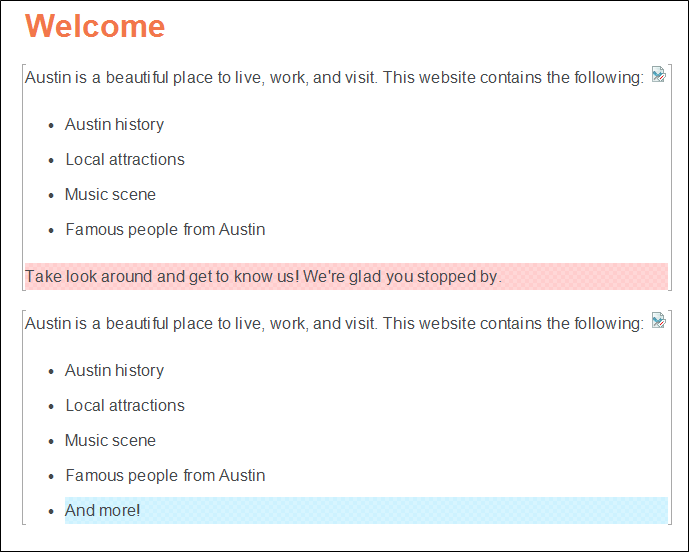 Welcome
Austin is a beautiful place to live, work, and visit. This website contains the following:
• Austin history
• Local attractions
• Music scene
• Famous people from Austin
Take look around and get to know us! We're glad you stopped by.
Austin is a beautiful place to live, work, and visit. This website contains the following:
• Austin history
• Local attractions
• Music scene
• Famous people from Austin
• And more!